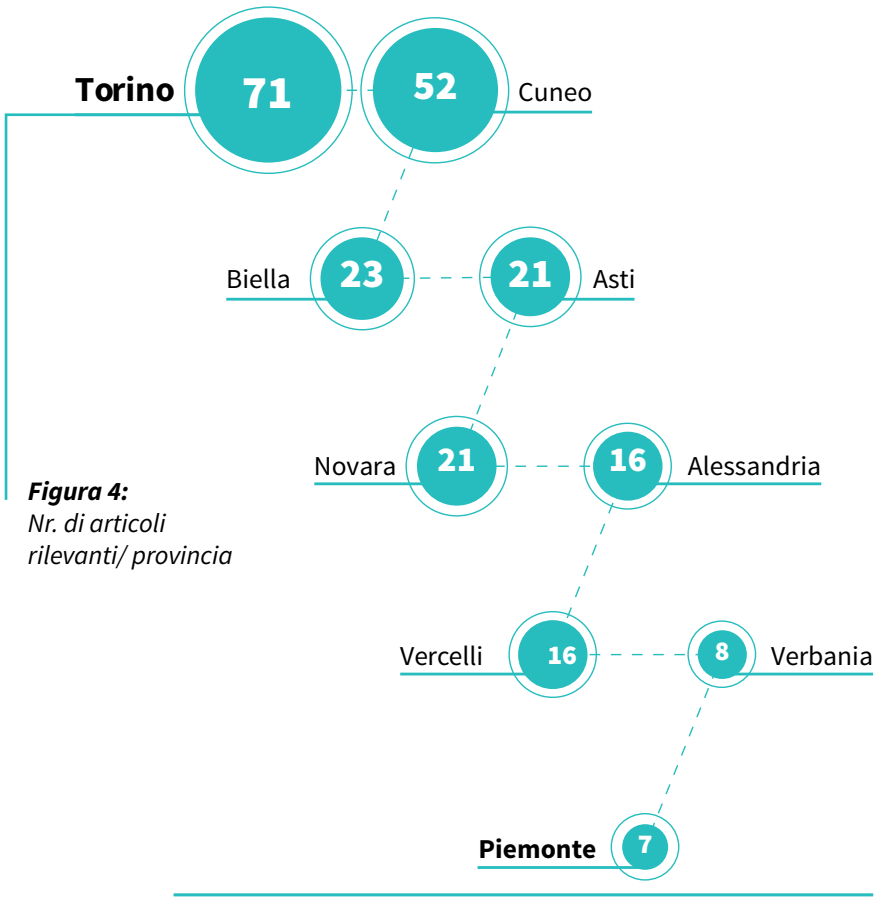 Torino 71 52 Cuneo
Biella 23 21 Asti
Novara 21 16 Alessandria
Figura 4:
Nr. di articoli
rilevanti/ provincia
Vercelli 16 8 Verbania
Piemonte 7